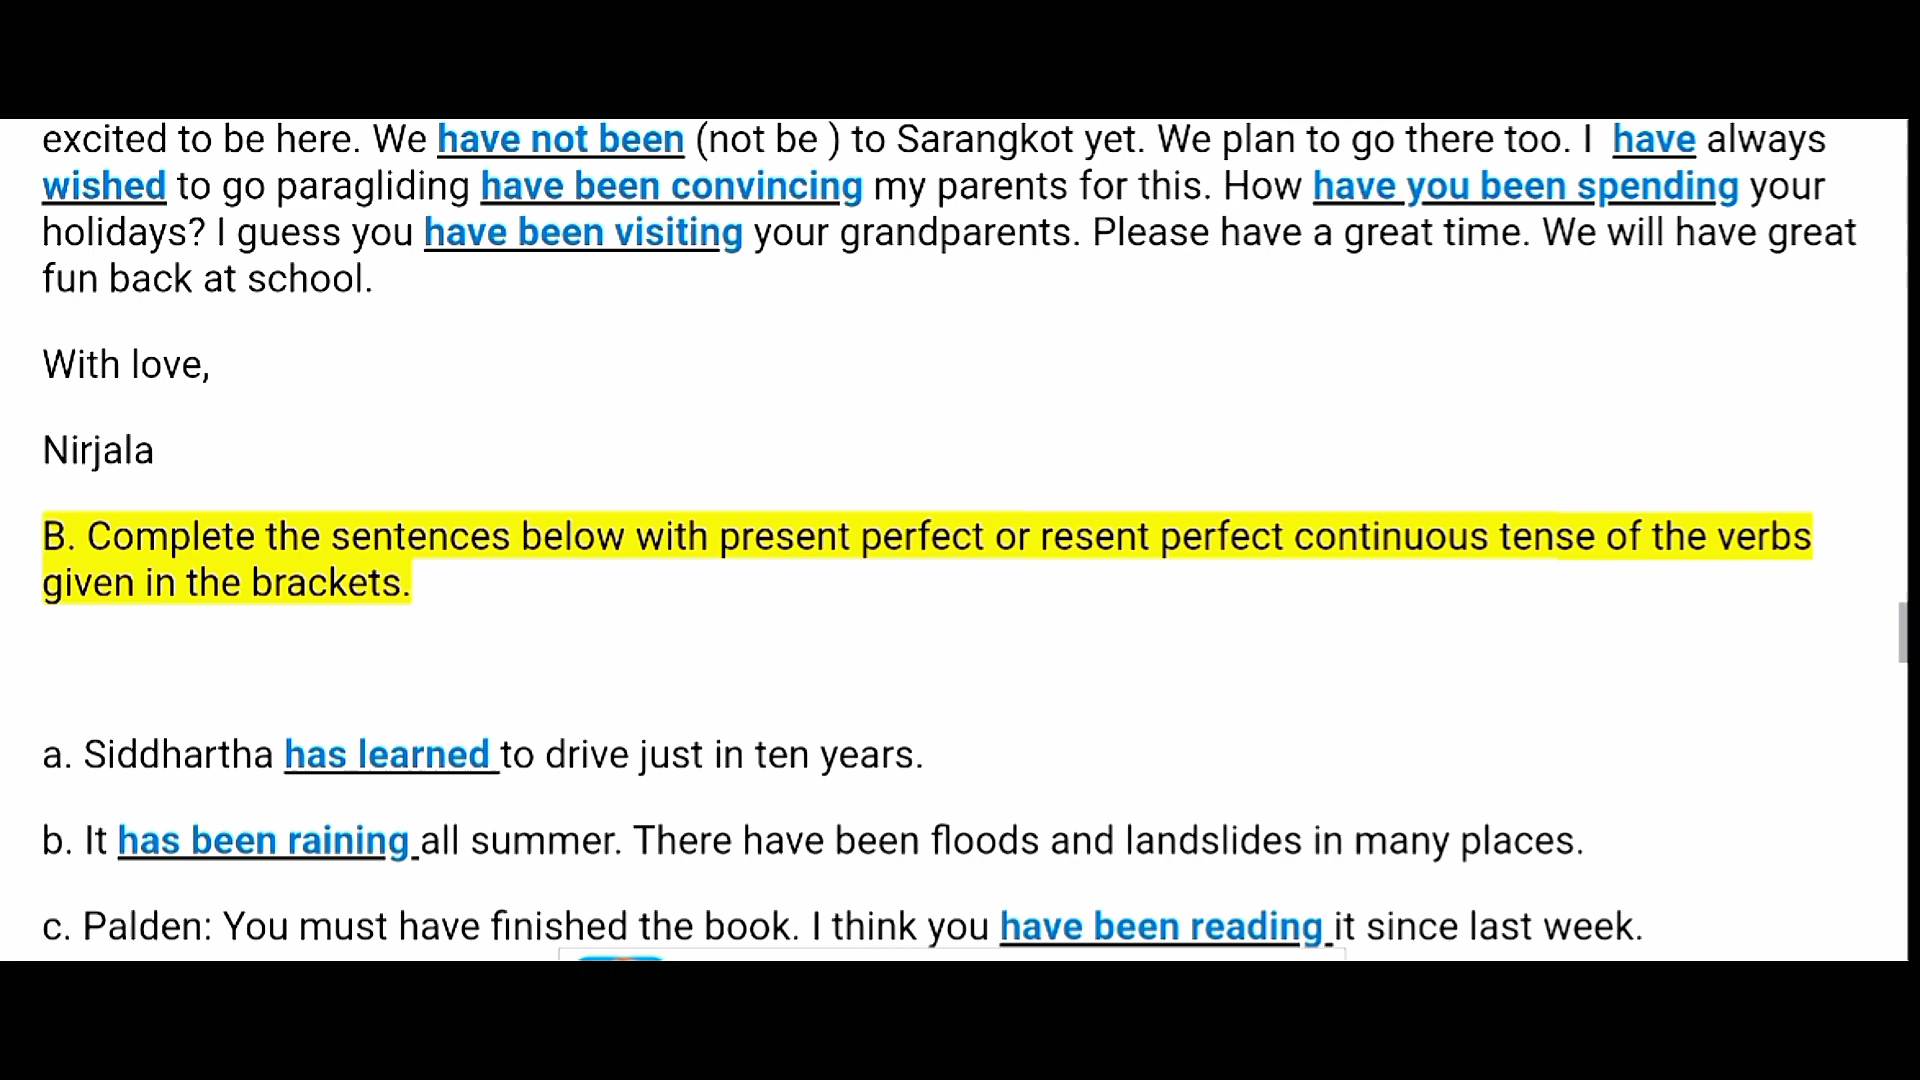 excited to be here. We have not been (not be ) to Sarangkot yet. We plan to go there too. I have always
wished to go paragliding have been convincing my parents for this. How have you been spending your
holidays? I guess you have been visiting your grandparents. Please have a great time. We will have great
fun back at school.
With love,
Nirjala
B. Complete the sentences below with present perfect or resent perfect continuous tense of the verbs
given in the brackets.
a. Siddhartha has learned to drive just in ten years.
b. It has been raining all summer. There have been floods and landslides in many places.
c. Palden: You must have finished the book. I think you have been reading it since last week.